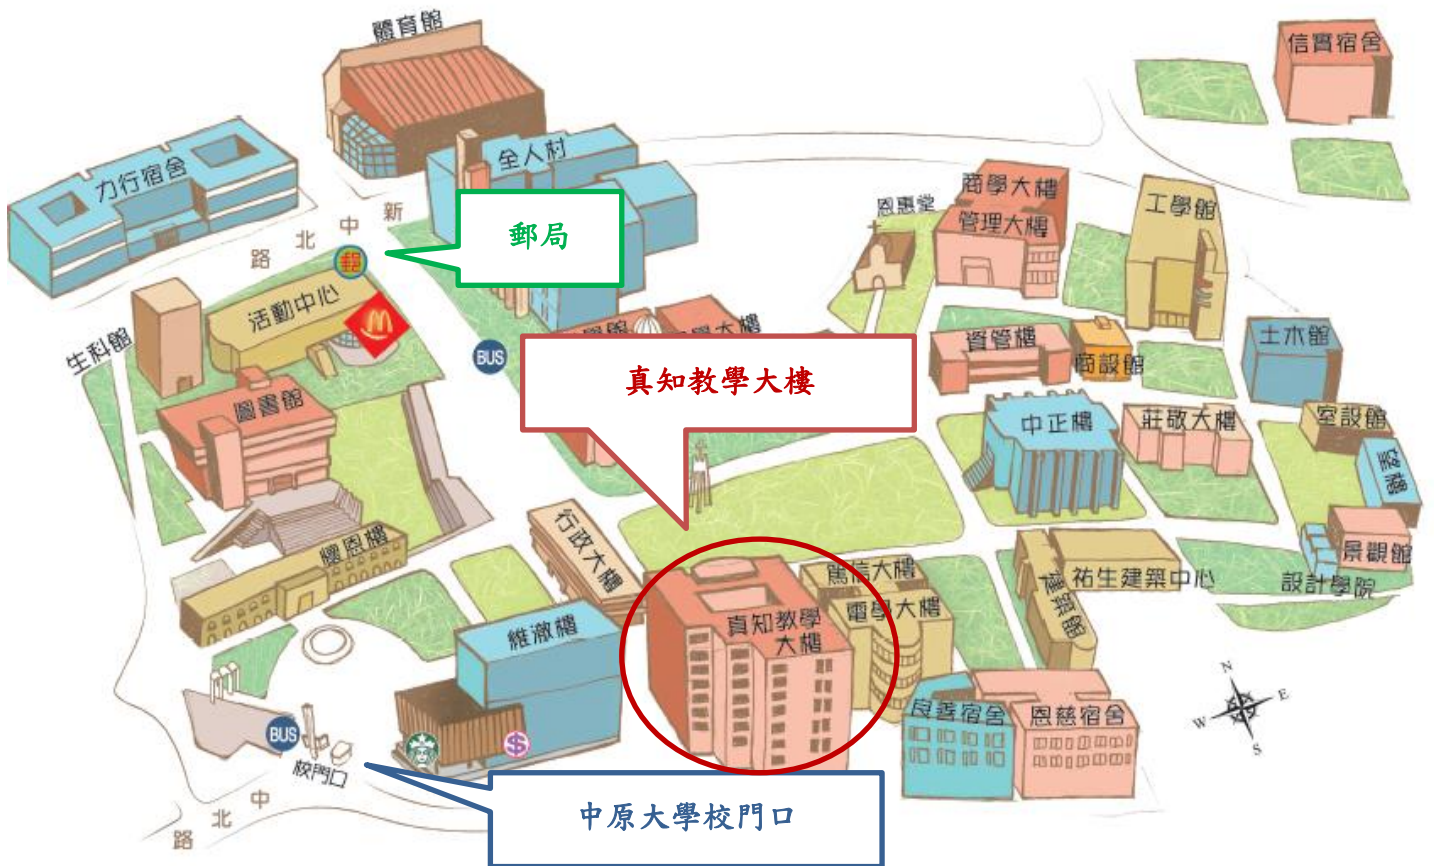 體育館
信實宿舍
全人村
力行宿舍
商學大樓
恩惠堂
管理大樓
工學館
新
中
北
路
郵局
郵
活動中心
生科館
BUS
真知教學大樓
資管樓
商設館
土木館
圖書館
中正樓
莊敬大樓
室設館
望樓
行政大樓
景觀館
懷恩樓
篤信大樓
祐生建築中心
設計學院
電學大樓
建築館
維澈樓
真知教學
大樓
N
E
W
S
良善宿舍
恩慈宿舍
BUS
$
校門口
中
北
路
中原大學校門口